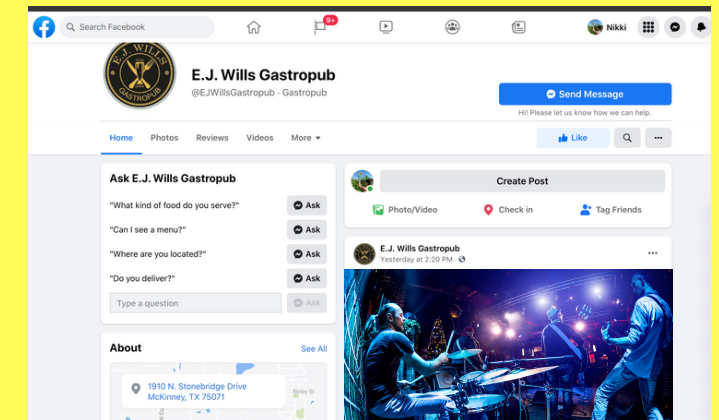 Search Facebook
9+
Nikki
E.J. WILLS
GASTROPUB
E.J. Wills Gastropub
@EJWillsGastropub · Gastropub
Send Message
Hi! Please let us know how we can help.
Home Photos Reviews Videos More
Like
Ask E.J. Wills Gastropub
"What kind of food do you serve?" Ask
"Can I see a menu?" Ask
"Where are you located?" Ask
"Do you deliver?" Ask
Type a question Ask
Create Post
Photo/Video Check in Tag Friends
E.J. Wills Gastropub
Yesterday at 2:20 PM ·
About See All
1910 N. Stonebridge Drive
McKinney, TX 75071